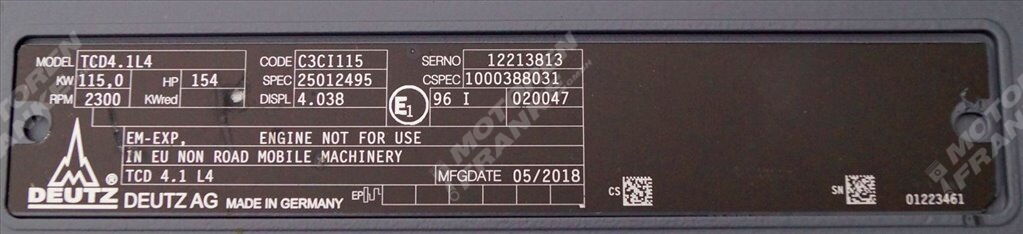 MODEL TCD4.1L4 CODE C3CI115 SERNO 12213813
KW 115,0 HP 154 SPEC 25012495 CSPEC 1000388031
RPM 2300 KWred DISPL 4.038 E1 96 I 020047
EM-EXP, ENGINE NOT FOR USE
IN EU NON ROAD MOBILE MACHINERY
TCD 4.1 L4 MFGDATE 05/2018
DEUTZ ® DEUTZ AG MADE IN GERMANY EP CS SN 01223461
MOTOREN FRANK